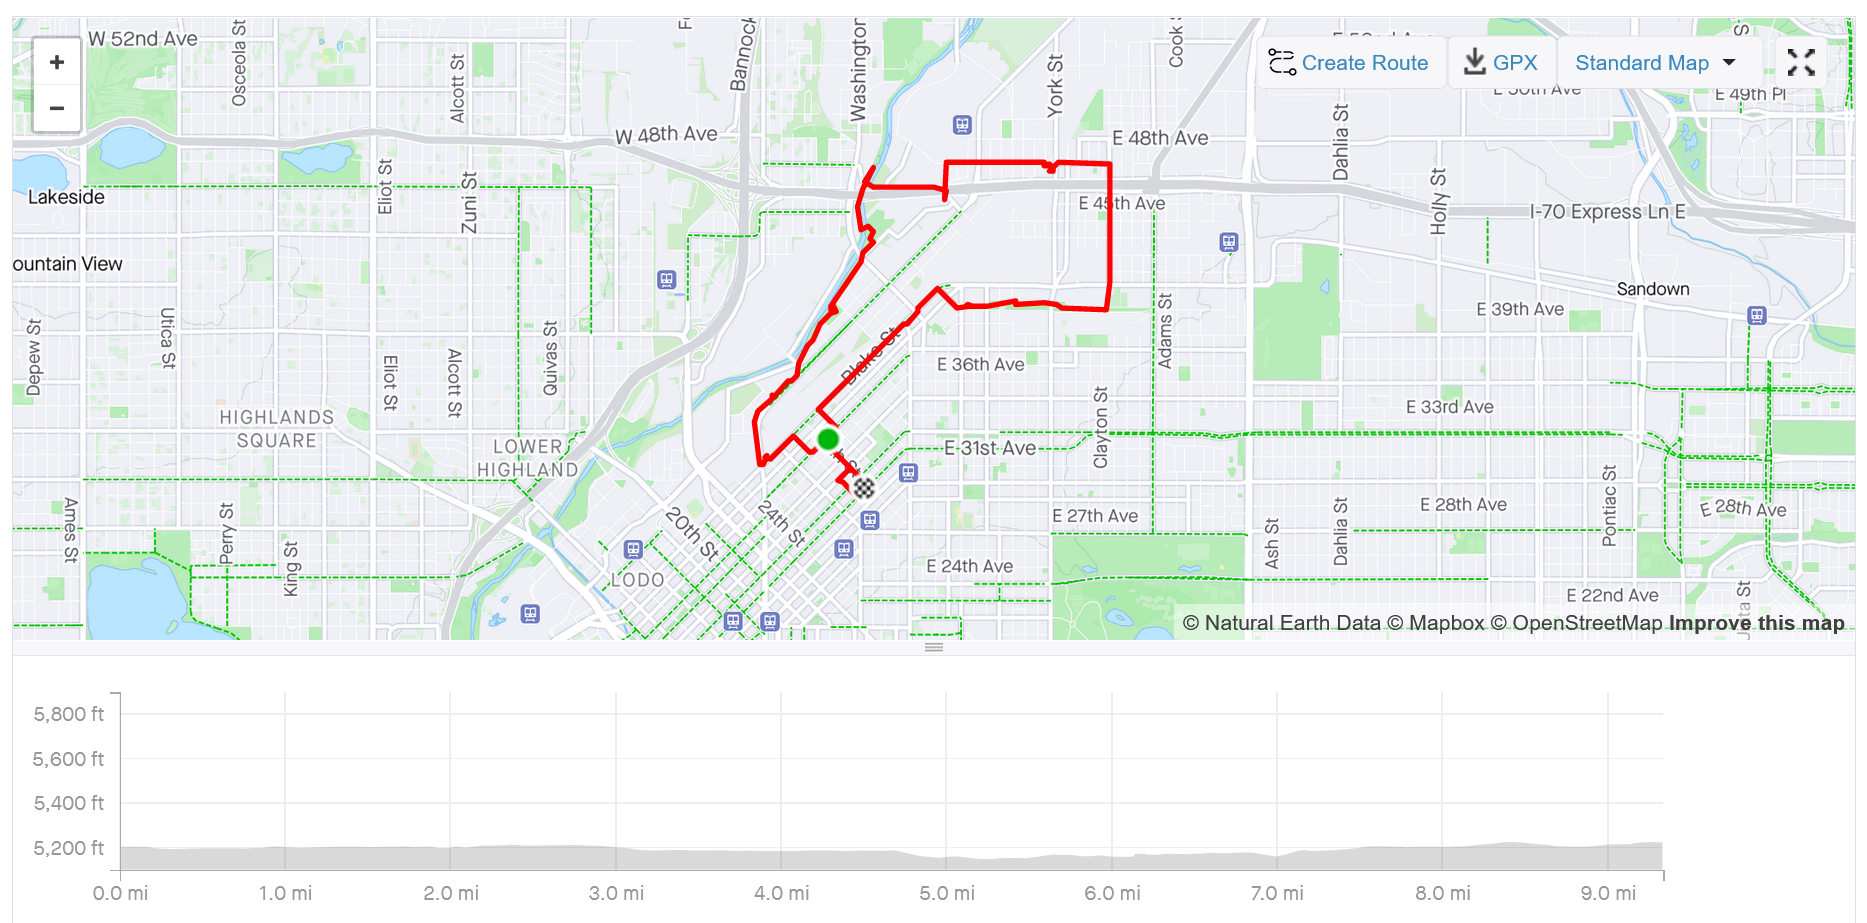 W 52nd Ave
Osceola St
Alcott St
Bannock
Washington
York St
Cook S
Create Route
GPX
Standard Map
+
−
E 50th Ave
E 49th Pl
W 48th Ave
E 48th Ave
Dahlia St
Lakeside
Eliot St
Zuni St
E 45th Ave
Holly St
I-70 Express Ln E
ountain View
Sandown
Depew St
Utica St
Quivas St
Eliot St
Alcott St
Blake St
Adams St
E 39th Ave
E 36th Ave
HIGHLANDS
SQUARE
LOWER
HIGHLAND
Clayton St
E 33rd Ave
E 31st Ave
Ames St
Perry St
King St
20th St
24th St
E 27th Ave
Ash St
Dahlia St
E 28th Ave
Pontiac St
E 28th Ave
LODO
E 24th Ave
E 22nd Ave
© Natural Earth Data © Mapbox © OpenStreetMap Improve this map
5,800 ft
5,600 ft
5,400 ft
5,200 ft
0.0 mi
1.0 mi
2.0 mi
3.0 mi
4.0 mi
5.0 mi
6.0 mi
7.0 mi
8.0 mi
9.0 mi